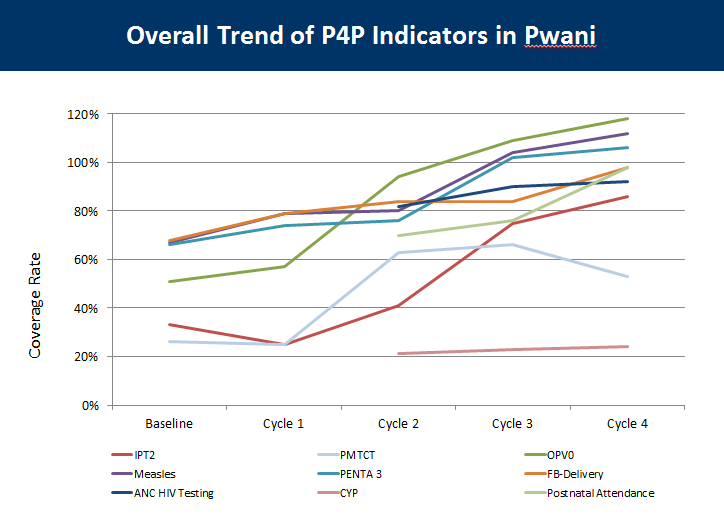 Overall Trend of P4P Indicators in Pwani
120%
100%
80%
60%
40%
20%
0%
Coverage Rate
Baseline Cycle 1 Cycle 2 Cycle 3 Cycle 4
IPT2 PMTCT OPV0
Measles PENTA 3 FB-Delivery
ANC HIV Testing CYP Postnatal Attendance